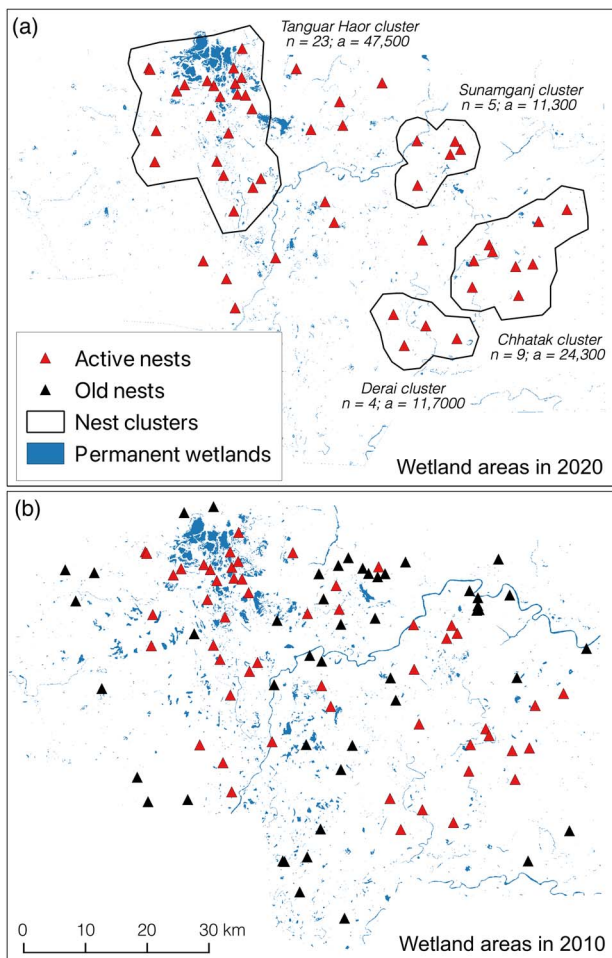 (a)
Tanguar Haor cluster
n = 23; a = 47,500
Sunamganj cluster
n = 5; a = 11,300
Chhatak cluster
n = 9; a = 24,300
Derai cluster
n = 4; a = 11,7000
Active nests
Old nests
Nest clusters
Permanent wetlands
Wetland areas in 2020
(b)
0 10 20 30 km
Wetland areas in 2010